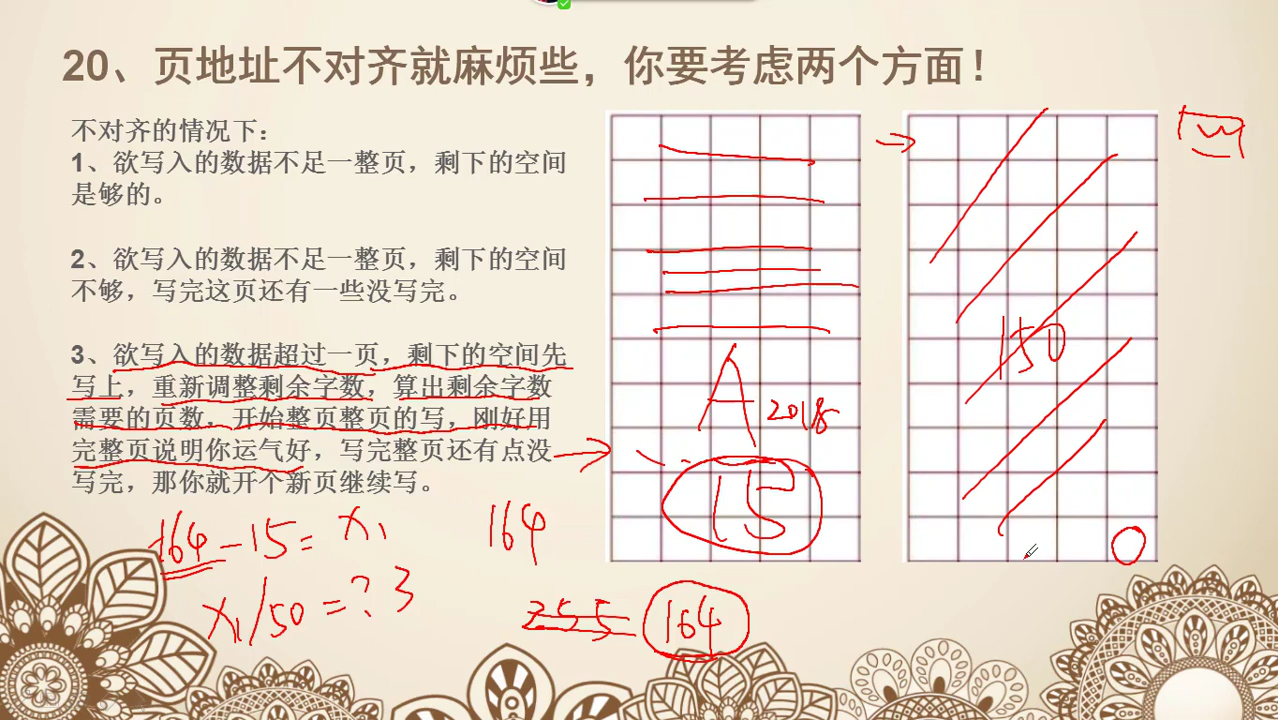 20、页地址不对齐就麻烦些，你要考虑两个方面！
不对齐的情况下：
1、欲写入的数据不足一整页，剩下的空间
是够的。
2、欲写入的数据不足一整页，剩下的空间
不够，写完这页还有一些没写完。
3、欲写入的数据超过一页，剩下的空间先
写上，重新调整剩余字数，算出剩余字数
需要的页数，开始整页整页的写，刚好用
完整页说明你运气好，写完整页还有点没
写完，那你就开个新页继续写。
164-15=X1
X1/50=?3
164
255
164
A 2018
15
150